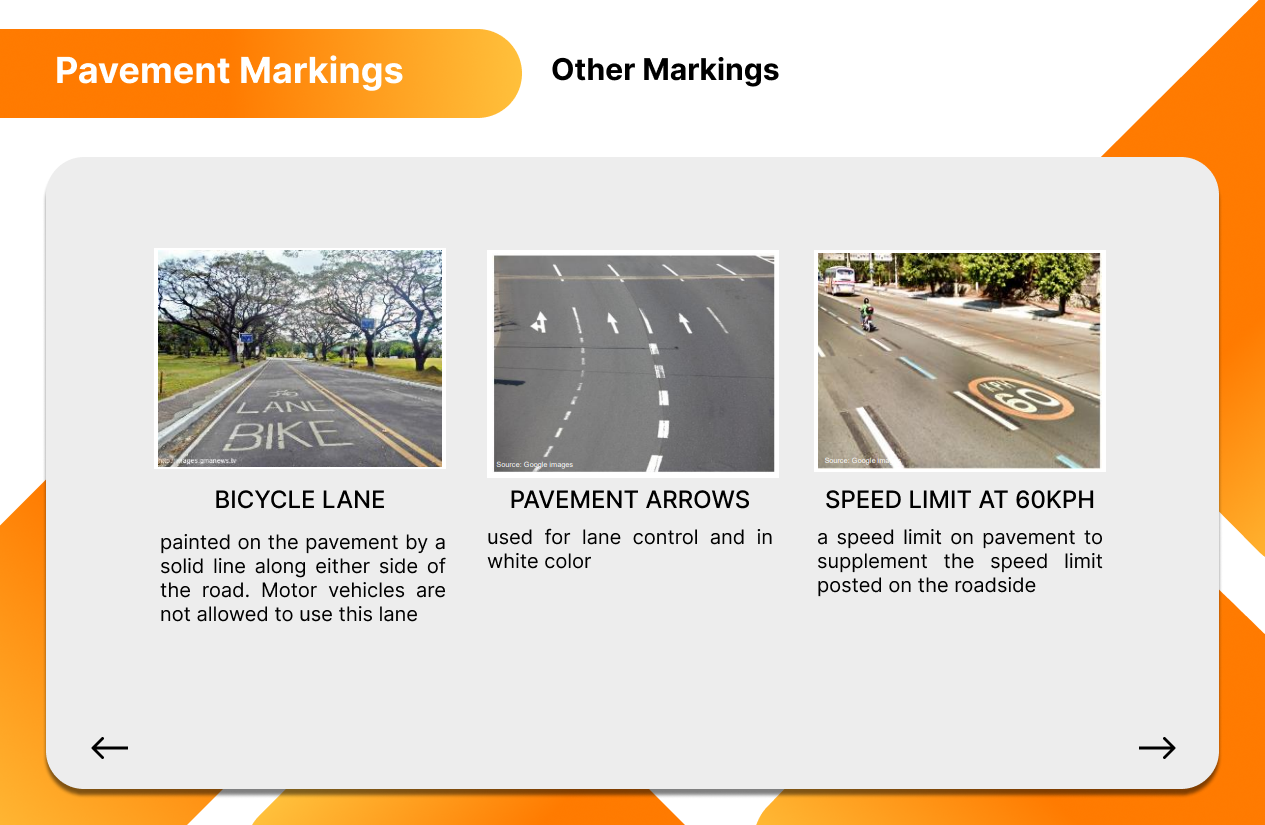 Pavement Markings
Other Markings
LANE
BIKE
http://images.gmanews.tv
Source: Google images
KPH
60
Source: Google ima
BICYCLE LANE
painted on the pavement by a
solid line along either side of
the road. Motor vehicles are
not allowed to use this lane
PAVEMENT ARROWS
used for lane control and in
white color
SPEED LIMIT AT 60KPH
a speed limit on pavement to
supplement the speed limit
posted on the roadside